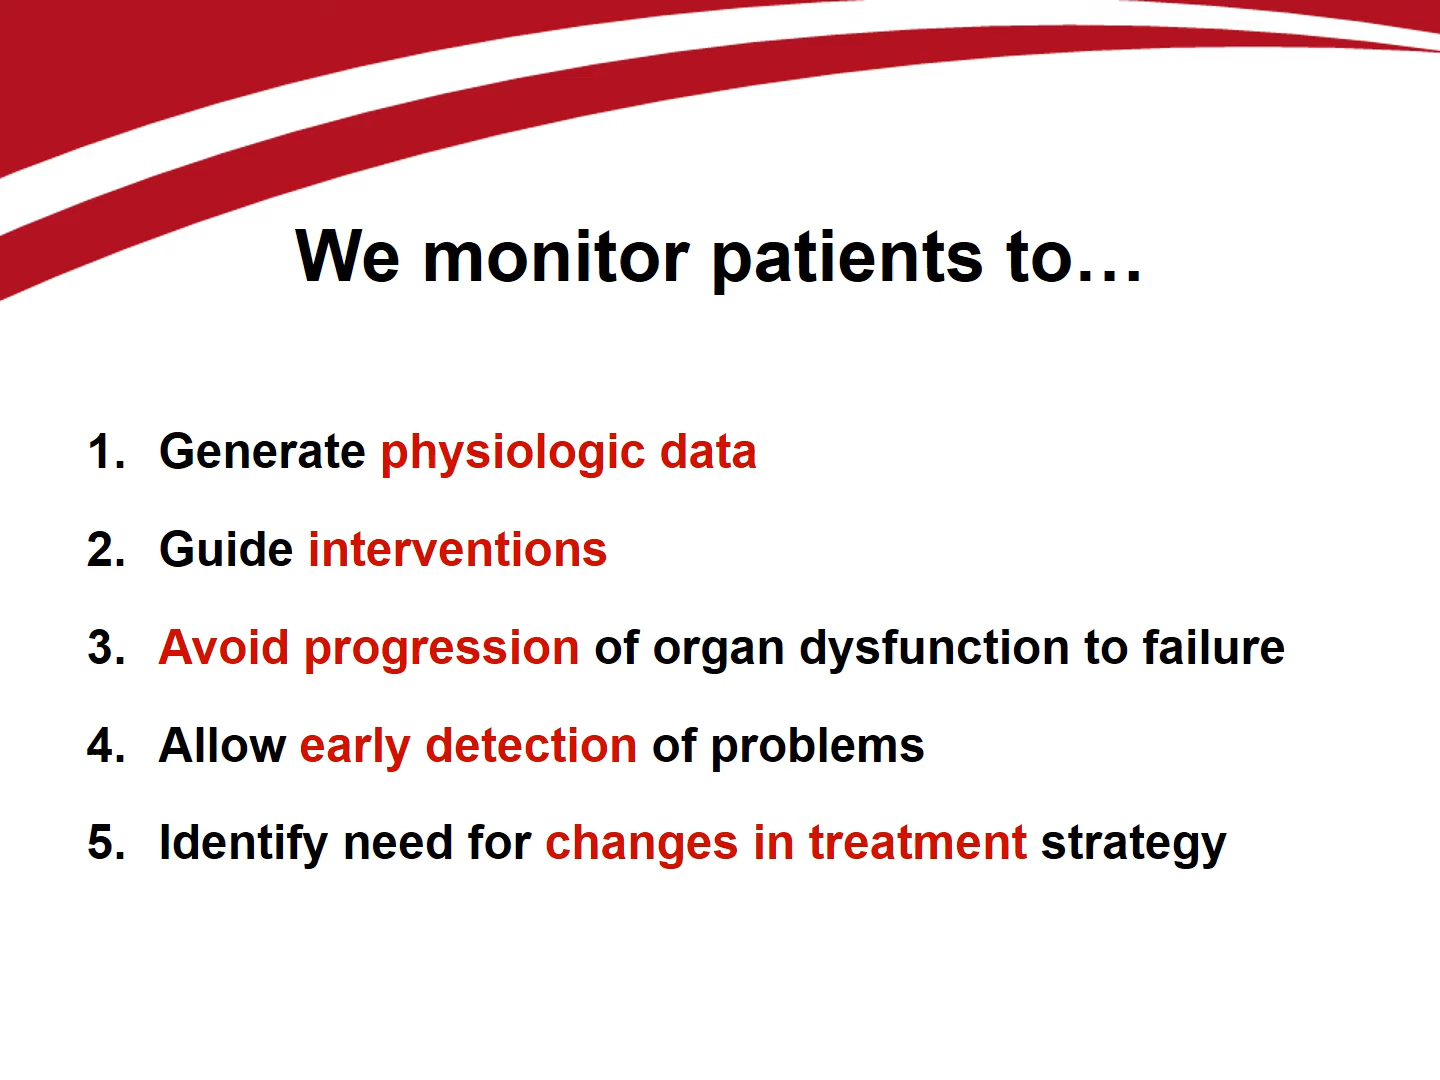 We monitor patients to…
1. Generate physiologic data
2. Guide interventions
3. Avoid progression of organ dysfunction to failure
4. Allow early detection of problems
5. Identify need for changes in treatment strategy